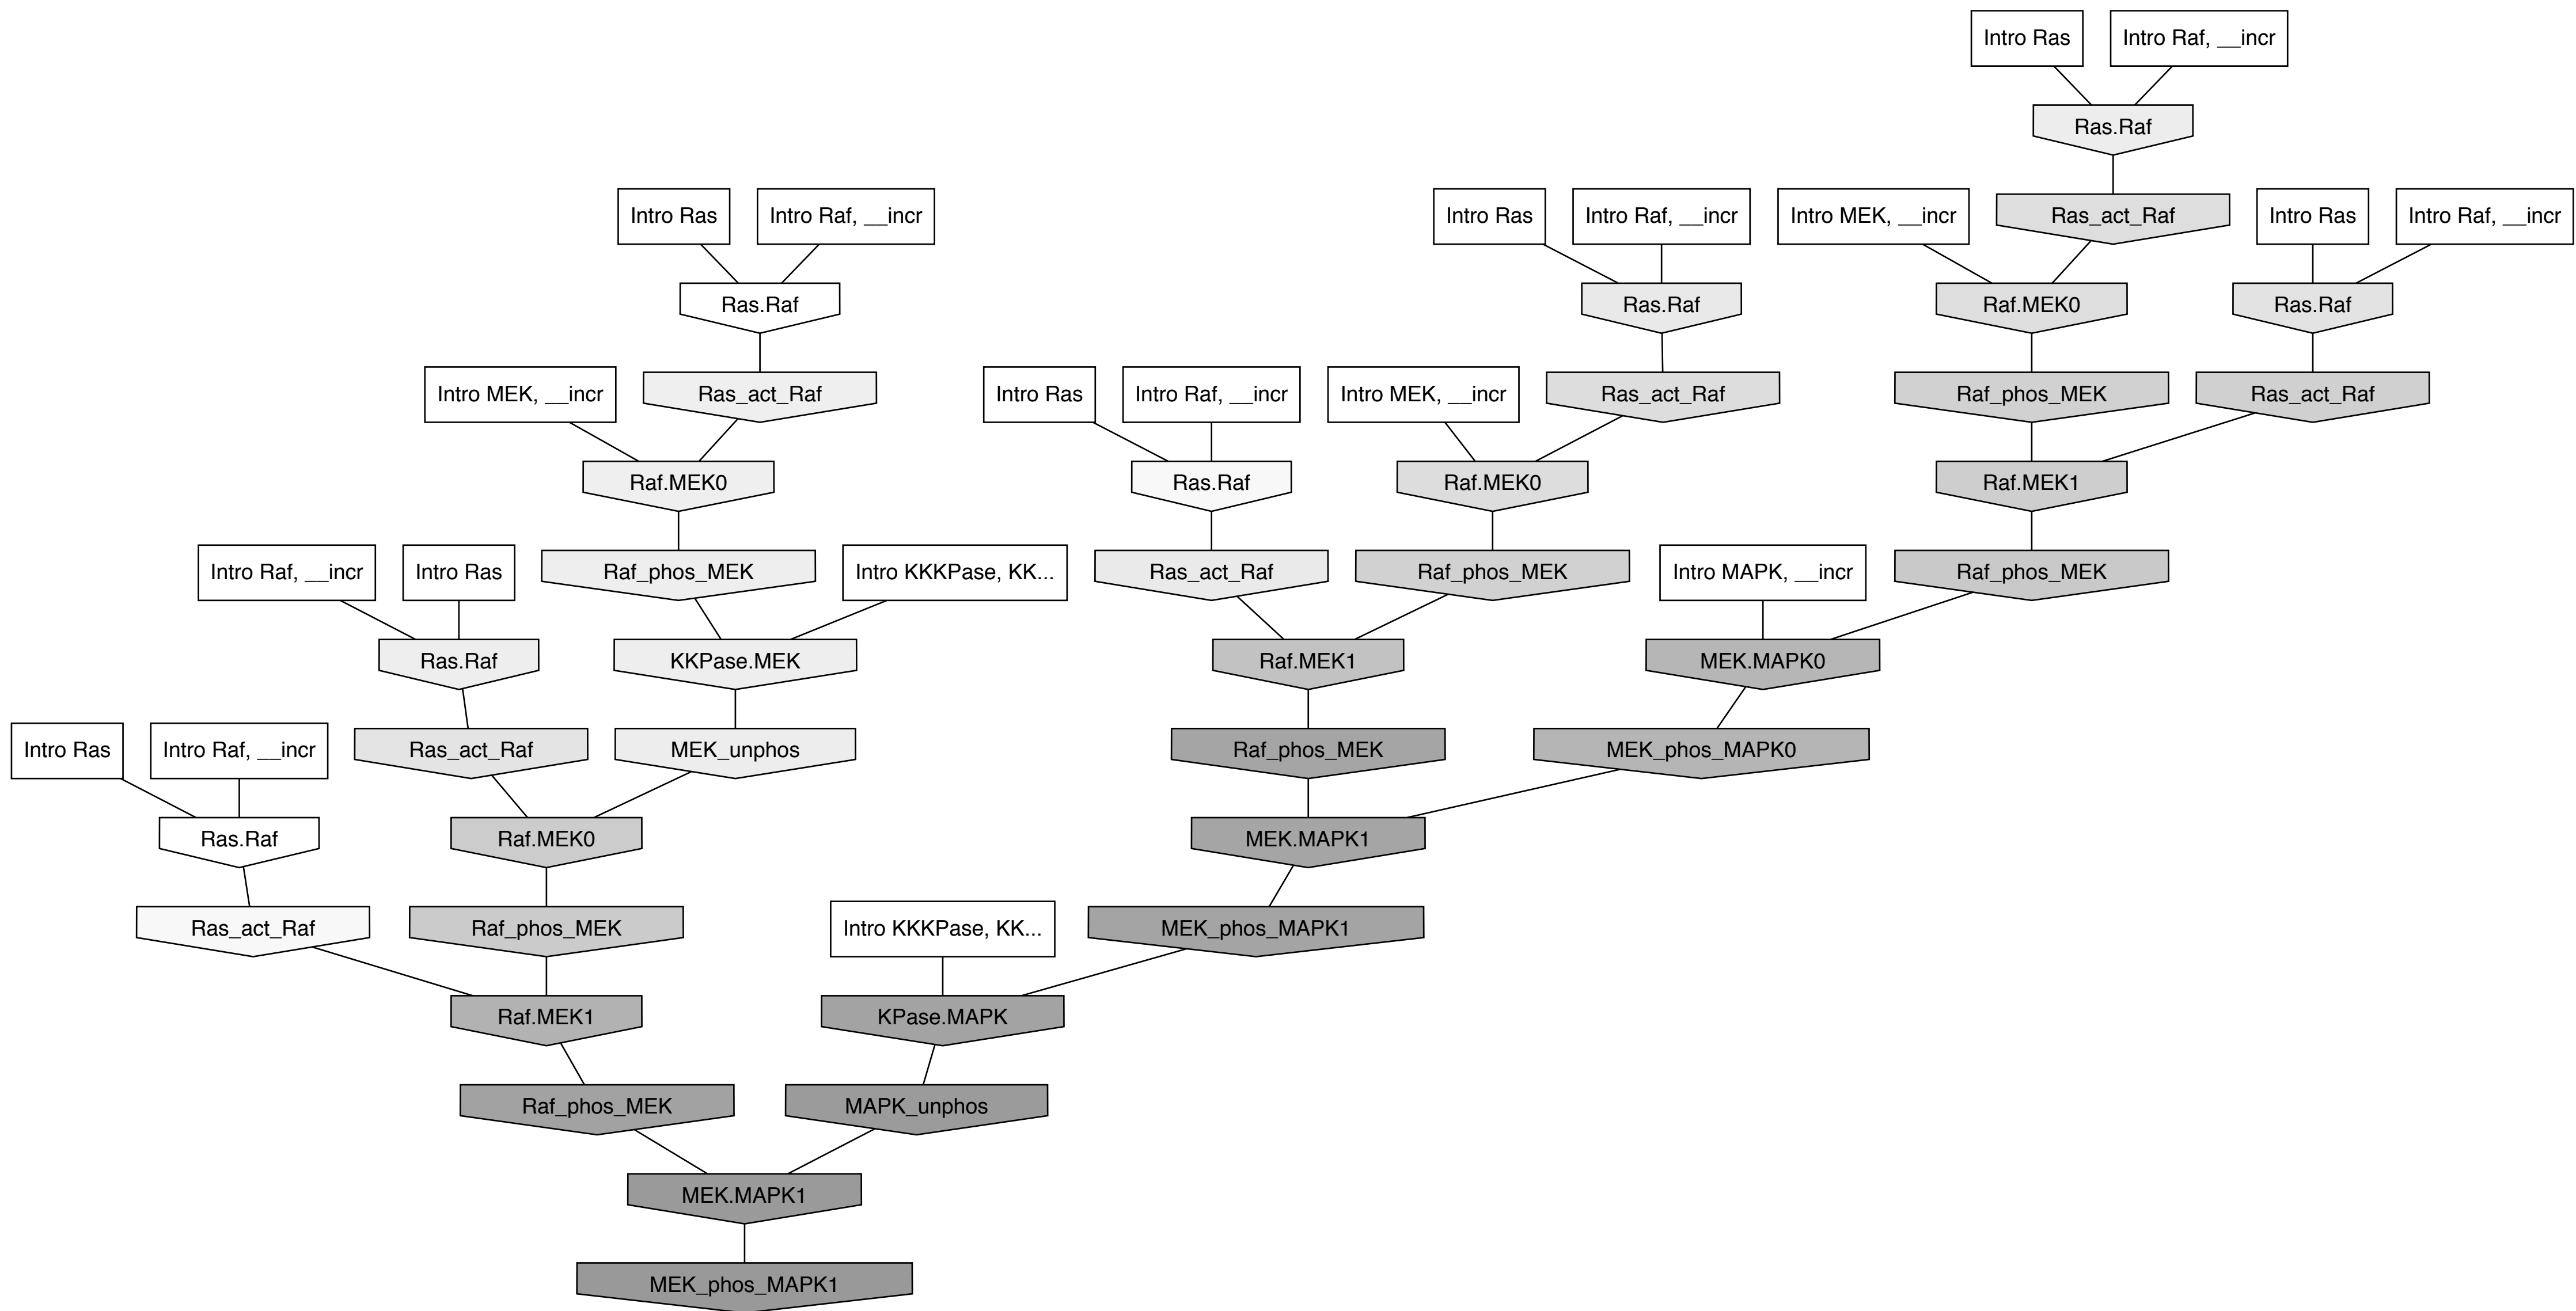 Intro Ras
Intro Raf, __incr
Ras.Raf
Intro Ras
Intro Raf, __incr
Intro Ras
Intro Raf, __incr
Intro MEK, __incr
Ras_act_Raf
Intro Ras
Intro Raf, __incr
Ras.Raf
Ras.Raf
Raf.MEK0
Ras.Raf
Intro MEK, __incr
Ras_act_Raf
Intro Ras
Intro Raf, __incr
Intro MEK, __incr
Ras_act_Raf
Raf_phos_MEK
Ras_act_Raf
Raf.MEK0
Ras.Raf
Raf.MEK0
Raf.MEK1
Intro Raf, __incr
Intro Ras
Raf_phos_MEK
Intro KKKPase, KK...
Ras_act_Raf
Raf_phos_MEK
Intro MAPK, __incr
Raf_phos_MEK
Ras.Raf
KKPase.MEK
Raf.MEK1
MEK.MAPK0
Intro Ras
Intro Raf, __incr
Ras_act_Raf
MEK_unphos
Raf_phos_MEK
MEK_phos_MAPK0
Ras.Raf
Raf.MEK0
MEK.MAPK1
Ras_act_Raf
Raf_phos_MEK
Intro KKKPase, KK...
MEK_phos_MAPK1
Raf.MEK1
KPase.MAPK
Raf_phos_MEK
MAPK_unphos
MEK.MAPK1
MEK_phos_MAPK1